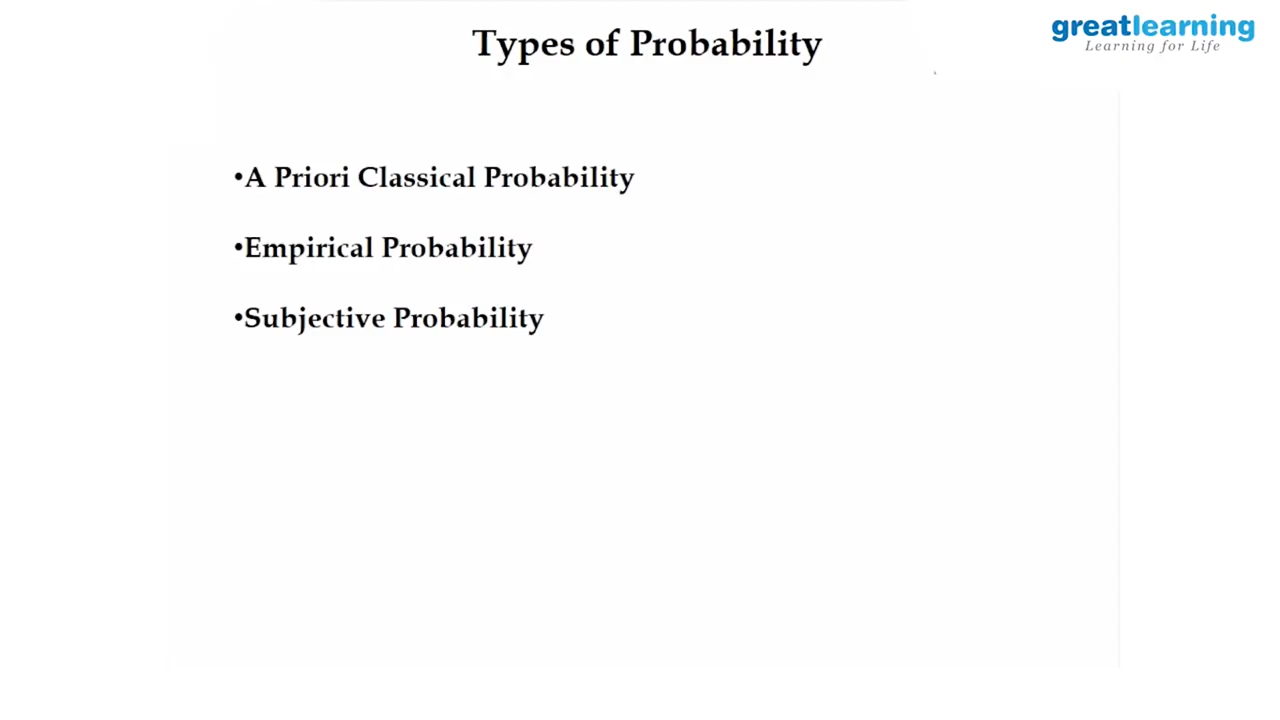 Types of Probability
greatlearning
Learning for Life
•A Priori Classical Probability
•Empirical Probability
•Subjective Probability